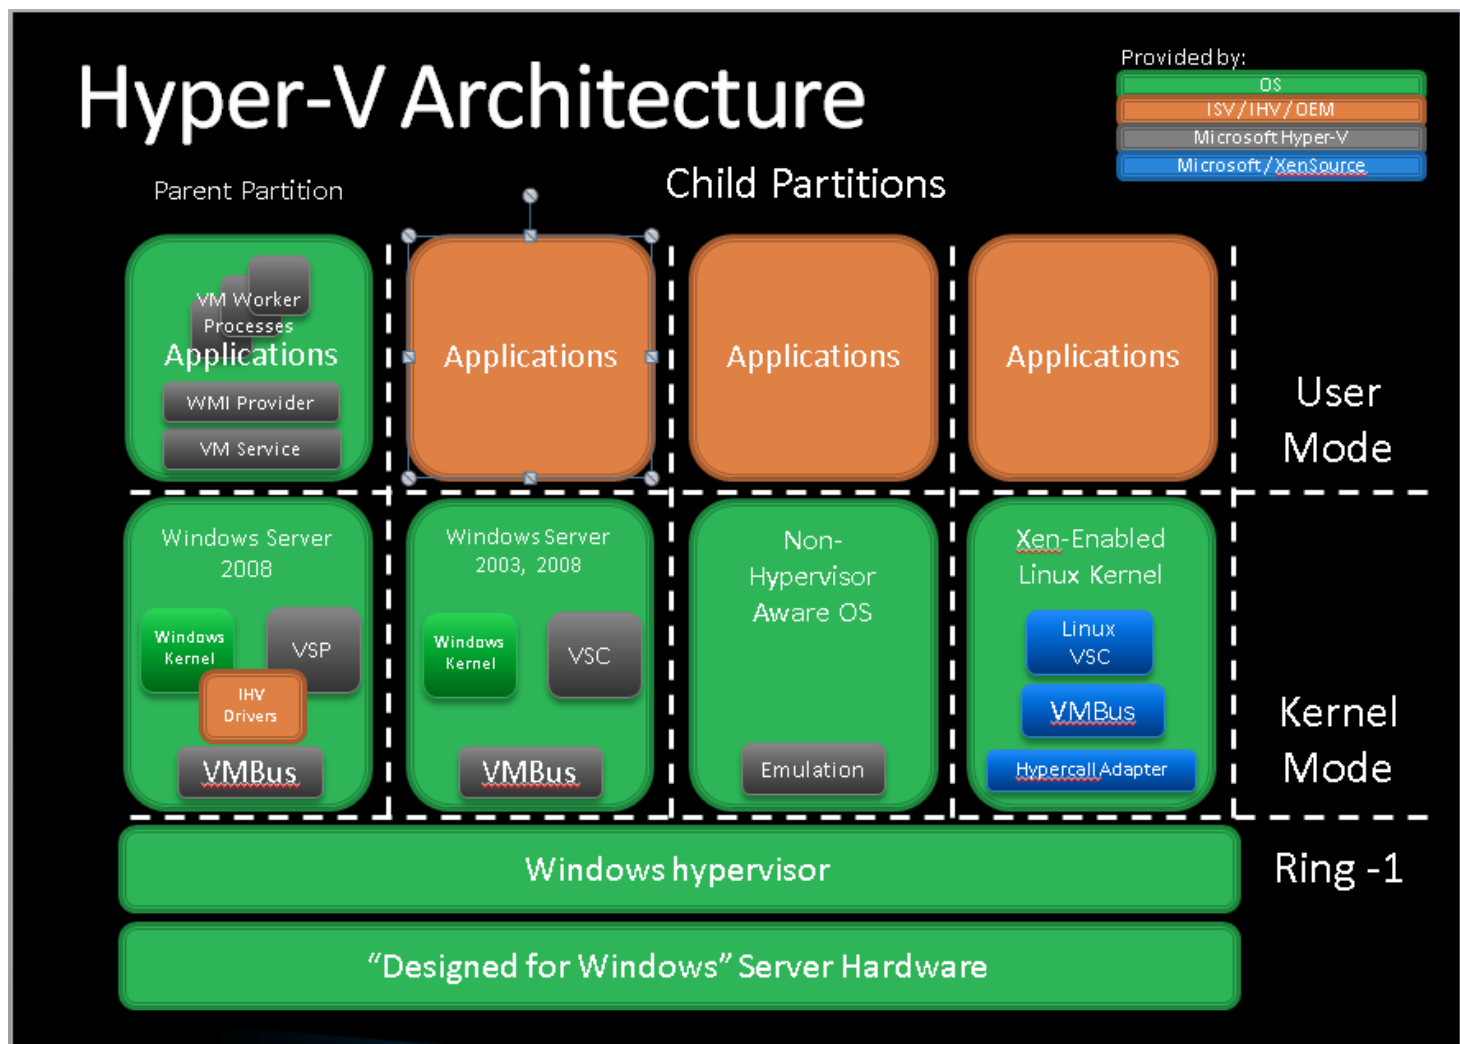 Hyper-V Architecture
Provided by:
OS
ISV / IHV / OEM
Microsoft Hyper-V
Microsoft / XenSource
Parent Partition
Child Partitions
VM Worker
Processes
Applications
WMI Provider
VM Service
Applications
Applications
Applications
User
Mode
Windows Server
2008
Windows
Kernel
VSP
IHV
Drivers
VMBus
Windows Server
2003, 2008
Windows
Kernel
VSC
VMBus
Non-
Hypervisor
Aware OS
Emulation
Xen-Enabled
Linux Kernel
Linux
VSC
VMBus
Hypercall Adapter
Kernel
Mode
Windows hypervisor
Ring -1
“Designed for Windows” Server Hardware